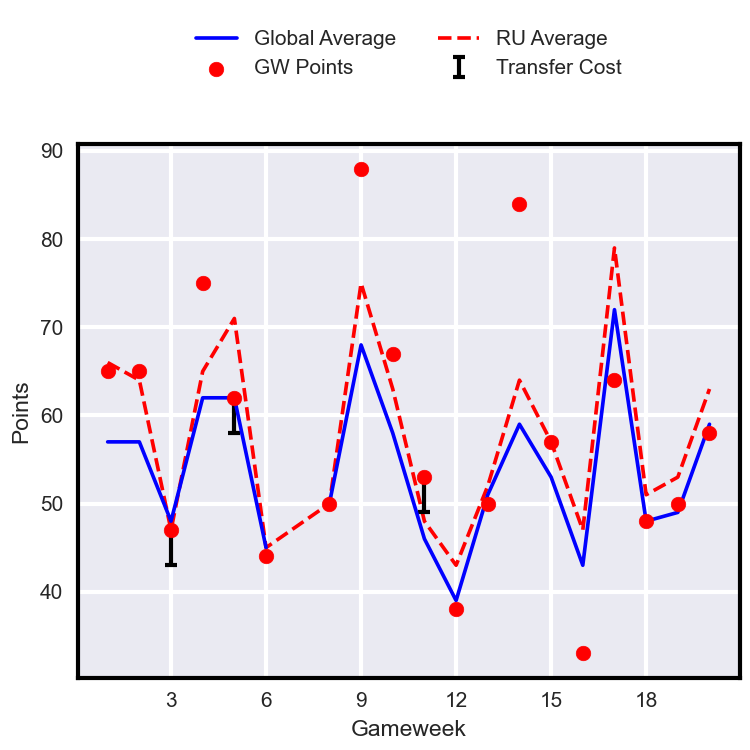 Global Average
RU Average
GW Points
Transfer Cost
90
80
70
60
50
40
Points
3 6 9 12 15 18
Gameweek